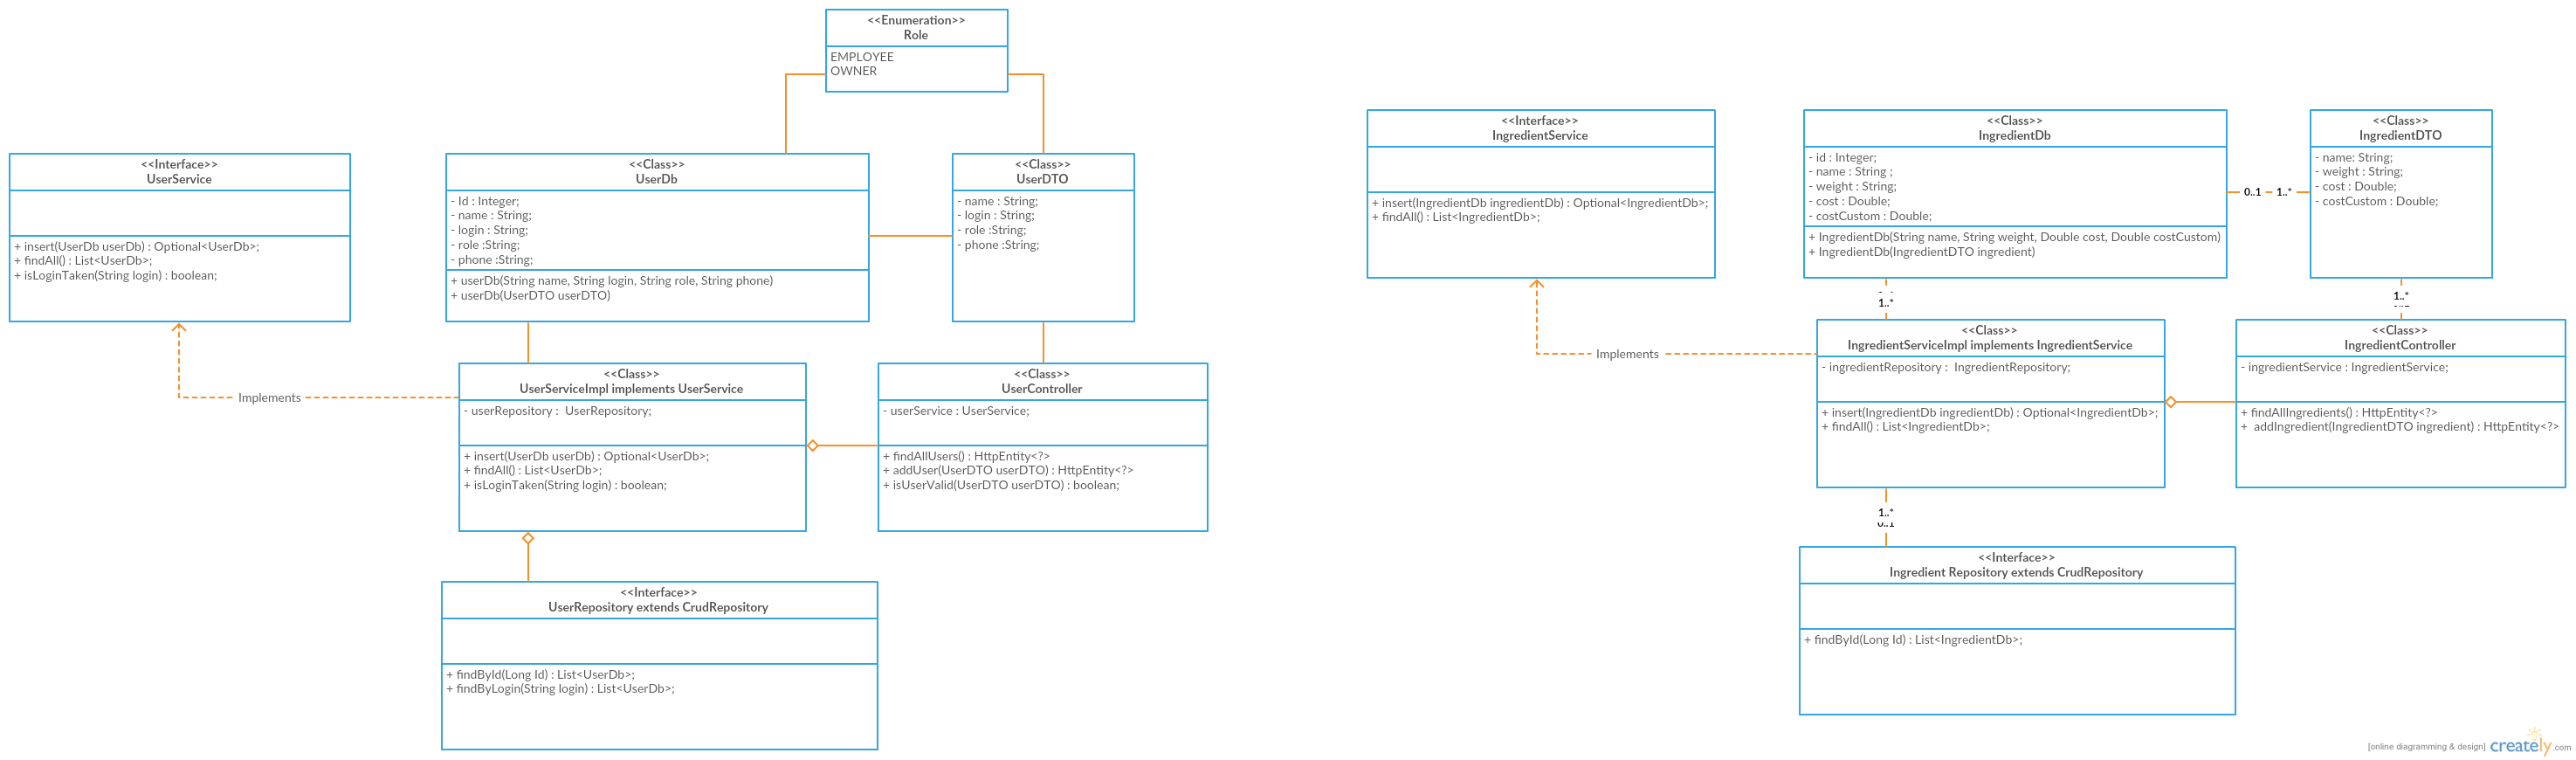 <<Enumeration>>
Role
EMPLOYEE
OWNER
<<Interface>>
UserService
+ insert(UserDb userDb) : Optional<UserDb>;
+ findAll() : List<UserDb>;
+ isLoginTaken(String login) : boolean;
<<Class>>
UserDb
- Id : Integer;
- name : String;
- login : String;
- role :String;
- phone :String;
+ userDb(String name, String login, String role, String phone)
+ userDb(UserDTO userDTO)
<<Class>>
UserDTO
- name : String;
- login : String;
- role :String;
- phone :String;
Implements
<<Class>>
UserServiceImpl implements UserService
- userRepository :  UserRepository;
+ insert(UserDb userDb) : Optional<UserDb>;
+ findAll() : List<UserDb>;
+ isLoginTaken(String login) : boolean;
<<Class>>
UserController
- userService : UserService;
+ findAllUsers() : HttpEntity<?>
+ addUser(UserDTO userDTO) : HttpEntity<?>
+ isUserValid(UserDTO userDTO) : boolean;
<<Interface>>
UserRepository extends CrudRepository
+ findById(Long Id) : List<UserDb>;
+ findByLogin(String login) : List<UserDb>;
<<Interface>>
IngredientService
+ insert(IngredientDb ingredientDb) : Optional<IngredientDb>;
+ findAll() : List<IngredientDb>;
<<Class>>
IngredientDb
- id : Integer;
- name : String ;
- weight : String;
- cost : Double;
- costCustom : Double;
+ IngredientDb(String name, String weight, Double cost, Double costCustom)
+ IngredientDb(IngredientDTO ingredient)
0..1
1..*
<<Class>>
IngredientDTO
- name: String;
- weight : String;
- cost : Double;
- costCustom : Double;
1..*
1..*
Implements
<<Class>>
IngredientServiceImpl implements IngredientService
- ingredientRepository :  IngredientRepository;
+ insert(IngredientDb ingredientDb) : Optional<IngredientDb>;
+ findAll() : List<IngredientDb>;
<<Class>>
IngredientController
- ingredientService : IngredientService;
+ findAllIngredients() : HttpEntity<?>
+  addIngredient(IngredientDTO ingredient) : HttpEntity<?>
1..*
<<Interface>>
Ingredient Repository extends CrudRepository
+ findById(Long Id) : List<IngredientDb>;
[online diagramming & design] creately.com